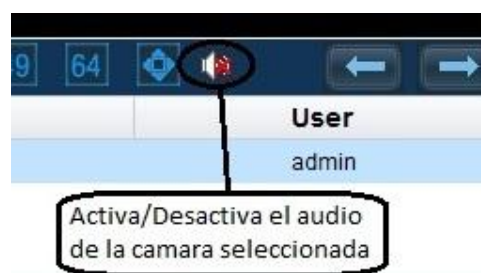 9 64
User
admin
Activa/Desactiva el audio
de la camara seleccionada